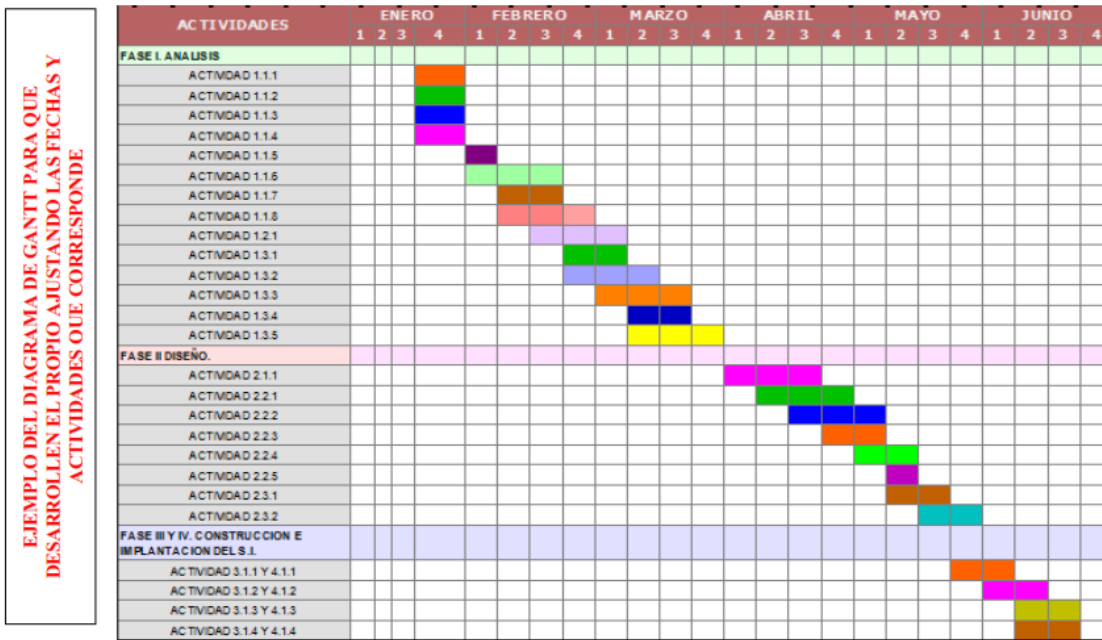 EJEMPLO DEL DIAGRAMA DE GANTT PARA QUE
DESARROLLEN EL PROPIO AJUSTANDO LAS FECHAS Y
ACTIVIDADES QUE CORRESPONDE
ACTIVIDADES ENERO FEBRERO MARZO ABRIL MAYO JUNIO
1 2 3 4 1 2 3 4 1 2 3 4 1 2 3 4 1 2 3 4 1 2 3 4
FASE I. ANALISIS
ACTIVIDAD 1.1.1
ACTIVIDAD 1.1.2
ACTIVIDAD 1.1.3
ACTIVIDAD 1.1.4
ACTIVIDAD 1.1.5
ACTIVIDAD 1.1.6
ACTIVIDAD 1.1.7
ACTIVIDAD 1.1.8
ACTIVIDAD 1.2.1
ACTIVIDAD 1.3.1
ACTIVIDAD 1.3.2
ACTIVIDAD 1.3.3
ACTIVIDAD 1.3.4
ACTIVIDAD 1.3.5
FASE II DISEÑO.
ACTIVIDAD 2.1.1
ACTIVIDAD 2.2.1
ACTIVIDAD 2.2.2
ACTIVIDAD 2.2.3
ACTIVIDAD 2.2.4
ACTIVIDAD 2.2.5
ACTIVIDAD 2.3.1
ACTIVIDAD 2.3.2
FASE III Y IV. CONSTRUCCION E
IMPLANTACION DEL S.I.
ACTIVIDAD 3.1.1 Y 4.1.1
ACTIVIDAD 3.1.2 Y 4.1.2
ACTIVIDAD 3.1.3 Y 4.1.3
ACTIVIDAD 3.1.4 Y 4.1.4